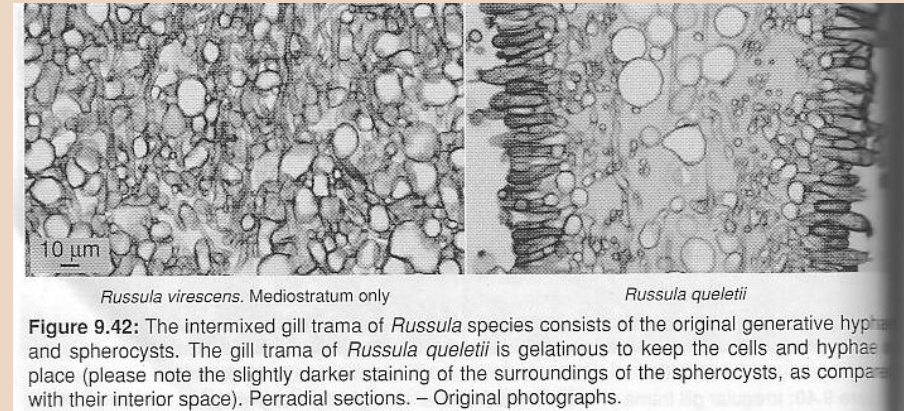 10 µm
Russula virescens. Mediostratum only
Russula queletii
Figure 9.42: The intermixed gill trama of Russula species consists of the original generative
and spherocysts. The gill trama of Russula queletii is gelatinous to keep the cells and hyphae
place (please note the slightly darker staining of the surroundings of the spherocysts, as
with their interior space). Perradial sections. – Original photographs.